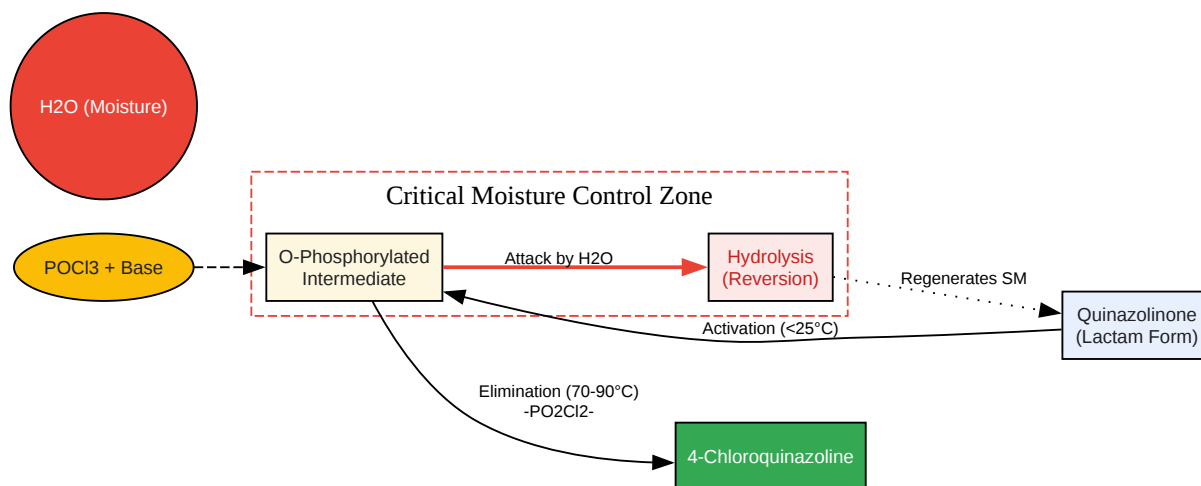 H2O (Moisture)
Critical Moisture Control Zone
POCl3 + Base
O-Phosphorylated
Intermediate
Attack by H2O
Hydrolysis
(Reversion)
Regenerates SM
Quinazolinone
(Lactam Form)
Activation (<25°C)
Elimination (70-90°C)
-PO2Cl2-
4-Chloroquinazoline